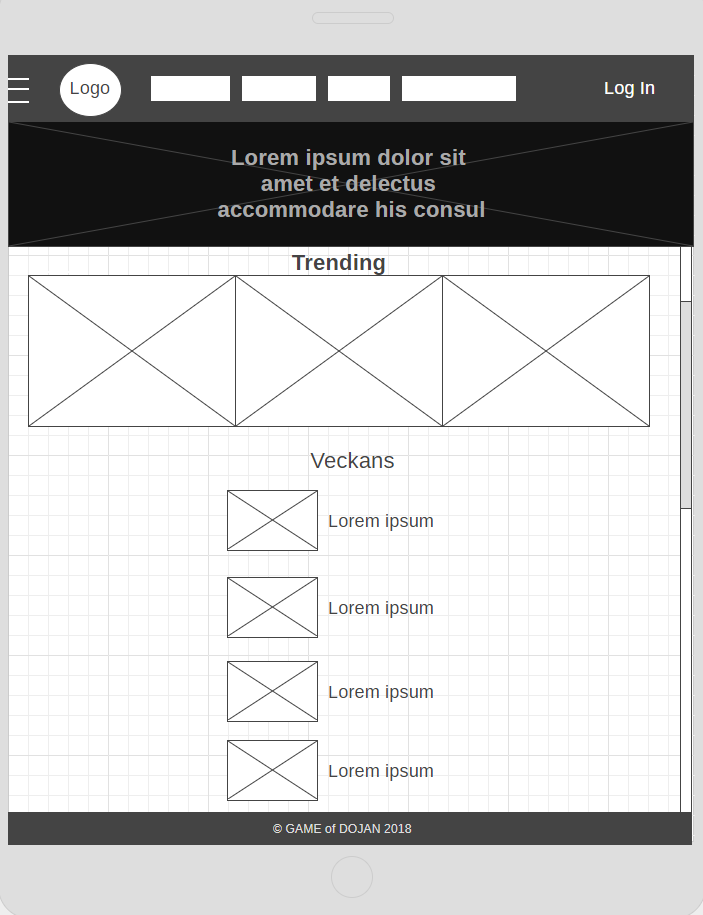 Logo
Log In
Lorem ipsum dolor sit
amet et delectus
accommodare his consul
Trending
Veckans
Lorem ipsum
Lorem ipsum
Lorem ipsum
Lorem ipsum
© GAME of DOJAN 2018